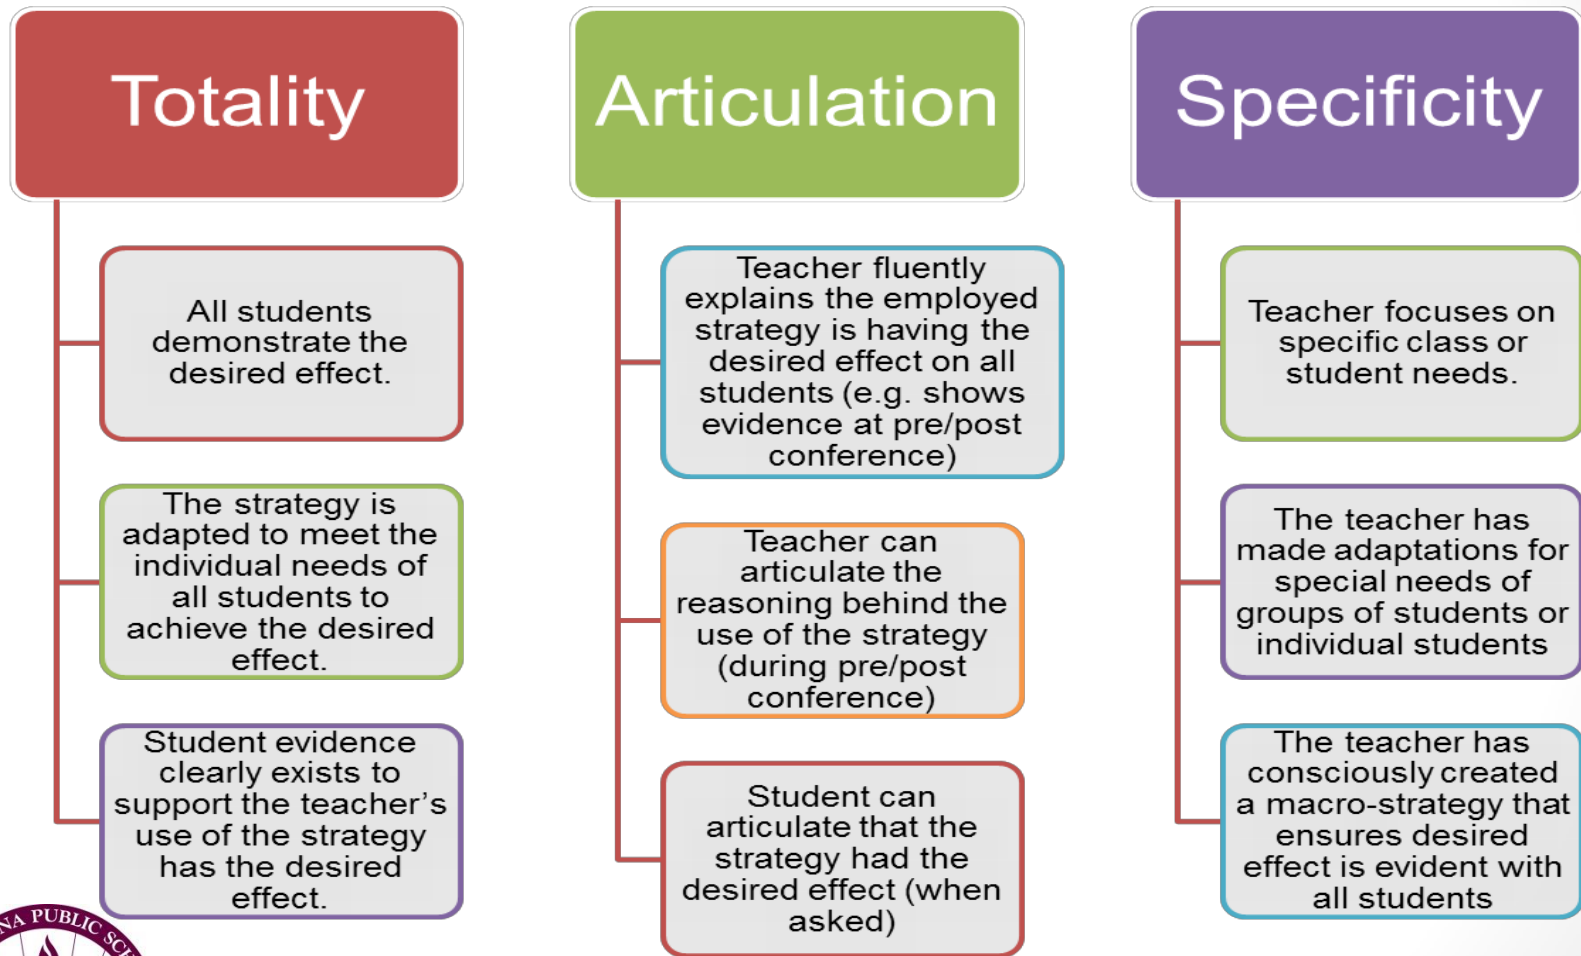 Totality
All students
demonstrate the
desired effect.
The strategy is
adapted to meet the
individual needs of
all students to
achieve the desired
effect.
Student evidence
clearly exists to
support the teacher's
use of the strategy
has the desired
effect.
Articulation
Teacher fluently
explains the employed
strategy is having the
desired effect on all
students (e.g. shows
evidence at pre/post
conference)
Teacher can
articulate the
reasoning behind the
use of the strategy
(during pre/post
conference)
Student can
articulate that the
strategy had the
desired effect (when
asked)
Specificity
Teacher focuses on
specific class or
student needs.
The teacher has
made adaptations for
special needs of
groups of students or
individual students
The teacher has
consciously created
a macro-strategy that
ensures desired
effect is evident with
all students
PUBLIC